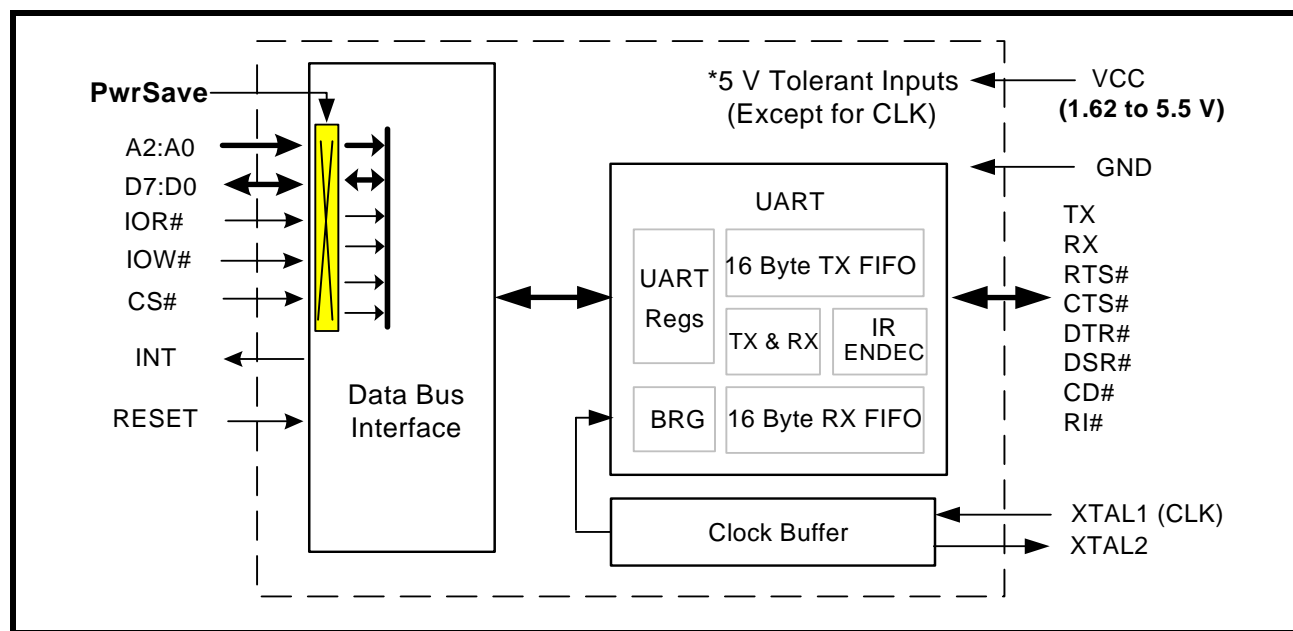 PwrSave
A2:A0
D7:D0
IOR#
IOW#
CS#
INT
RESET
Data Bus
Interface
*5 V Tolerant Inputs
(Except for CLK)
UART
UART
Regs
16 Byte TX FIFO
TX & RX
IR
ENDEC
BRG
16 Byte RX FIFO
Clock Buffer
VCC
(1.62 to 5.5 V)
GND
TX
RX
RTS#
CTS#
DTR#
DSR#
CD#
RI#
XTAL1 (CLK)
XTAL2